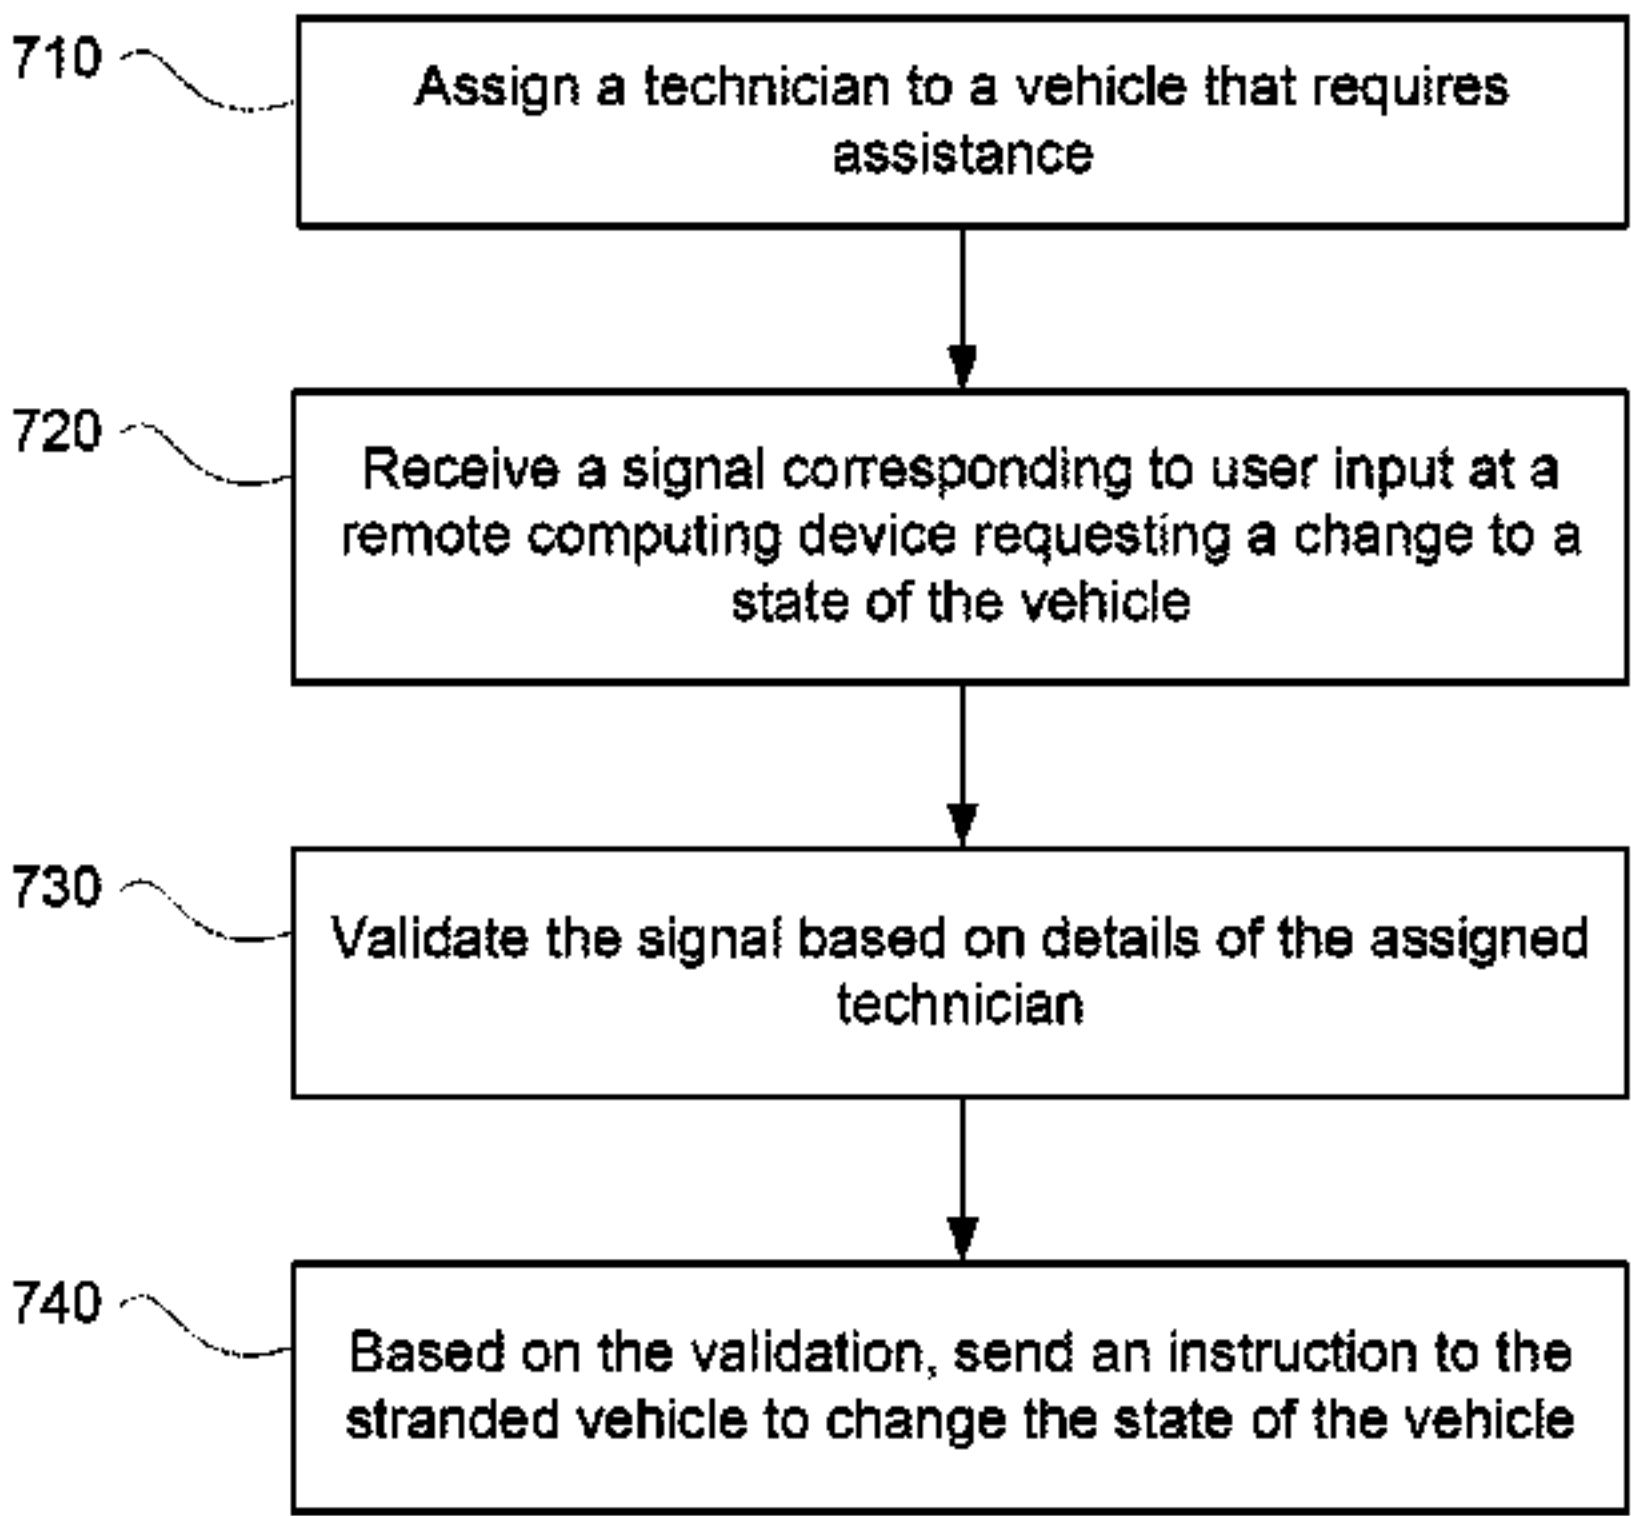 710
Assign a technician to a vehicle that requires
assistance
720
Receive a signal corresponding to user input at a
remote computing device requesting a change to a
state of the vehicle
730
Validate the signal based on details of the assigned
technician
740
Based on the validation, send an instruction to the
stranded vehicle to change the state of the vehicle